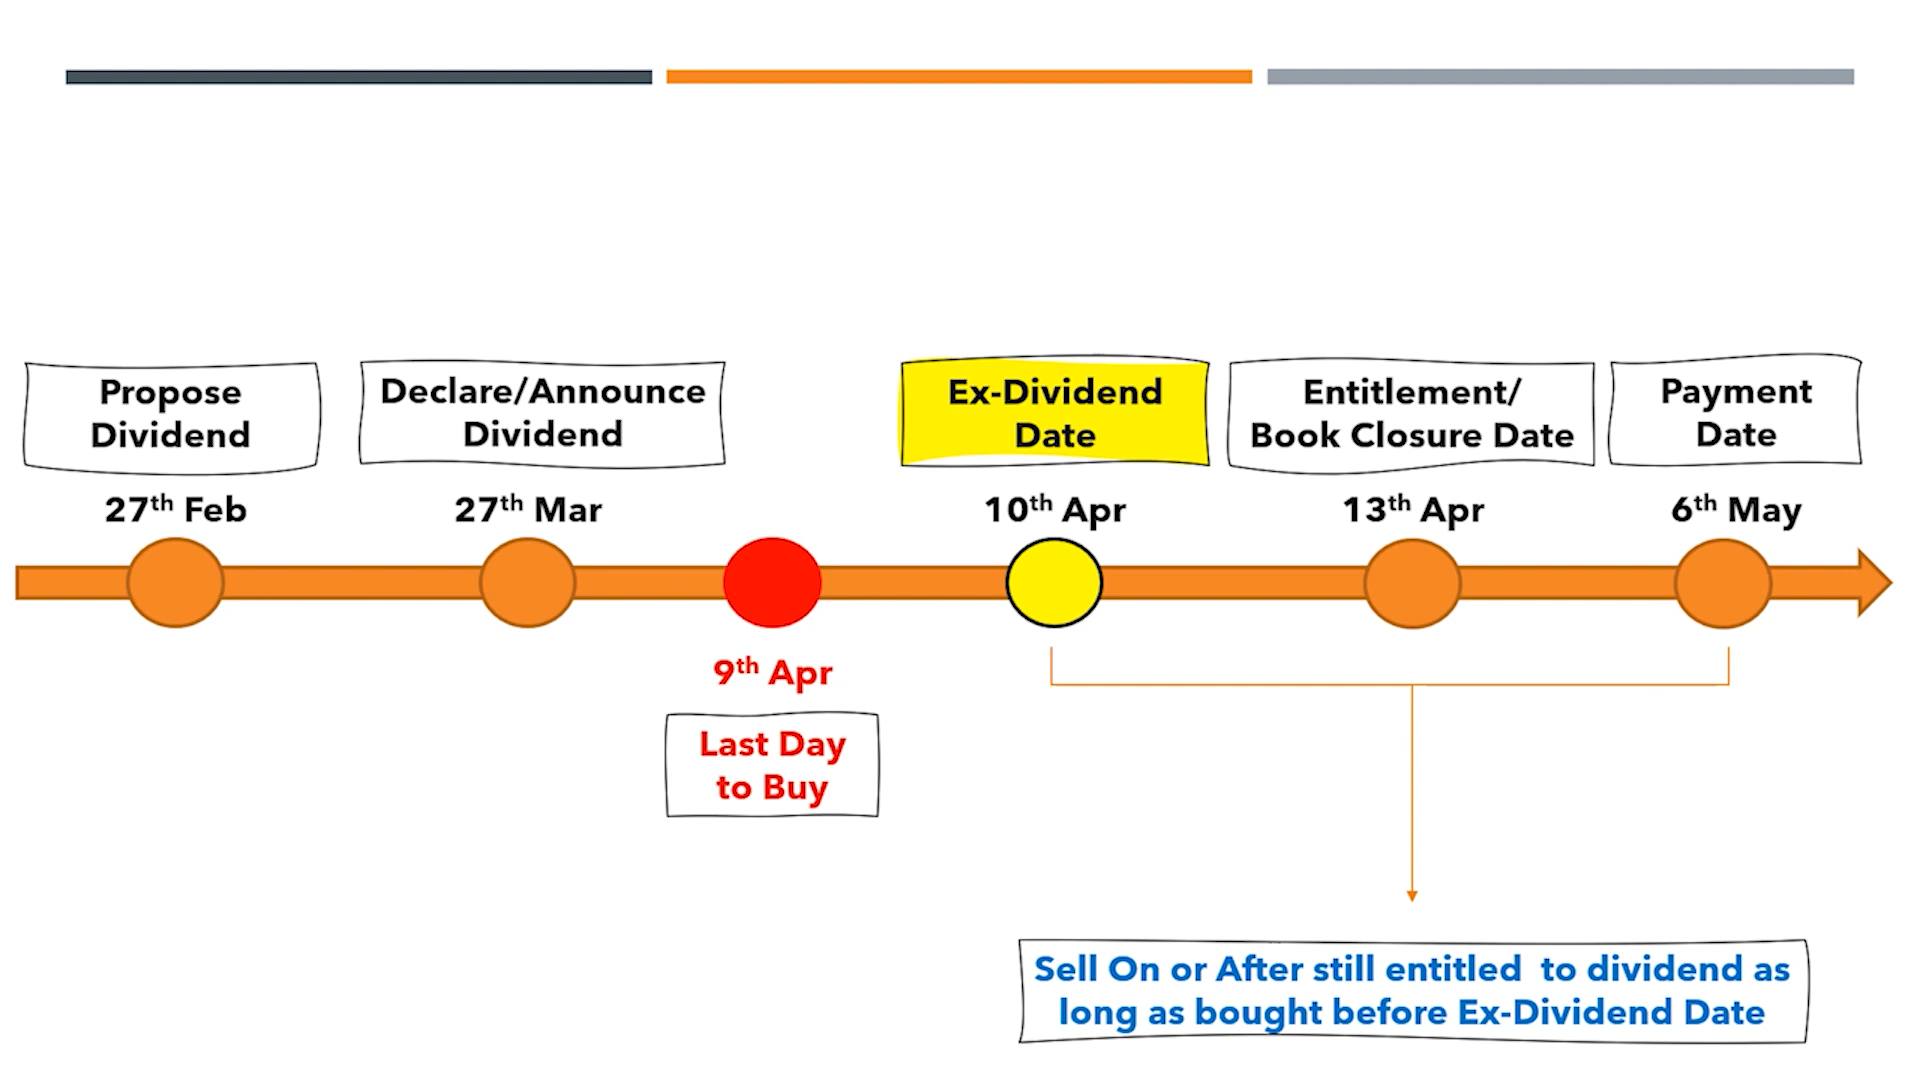 Propose
Dividend
27th Feb
Declare/Announce
Dividend
27th Mar
9th Apr
Last Day
to Buy
Ex-Dividend
Date
10th Apr
Entitlement/
Book Closure Date
13th Apr
Payment
Date
6th May
Sell On or After still entitled  to dividend as
long as bought before Ex-Dividend Date